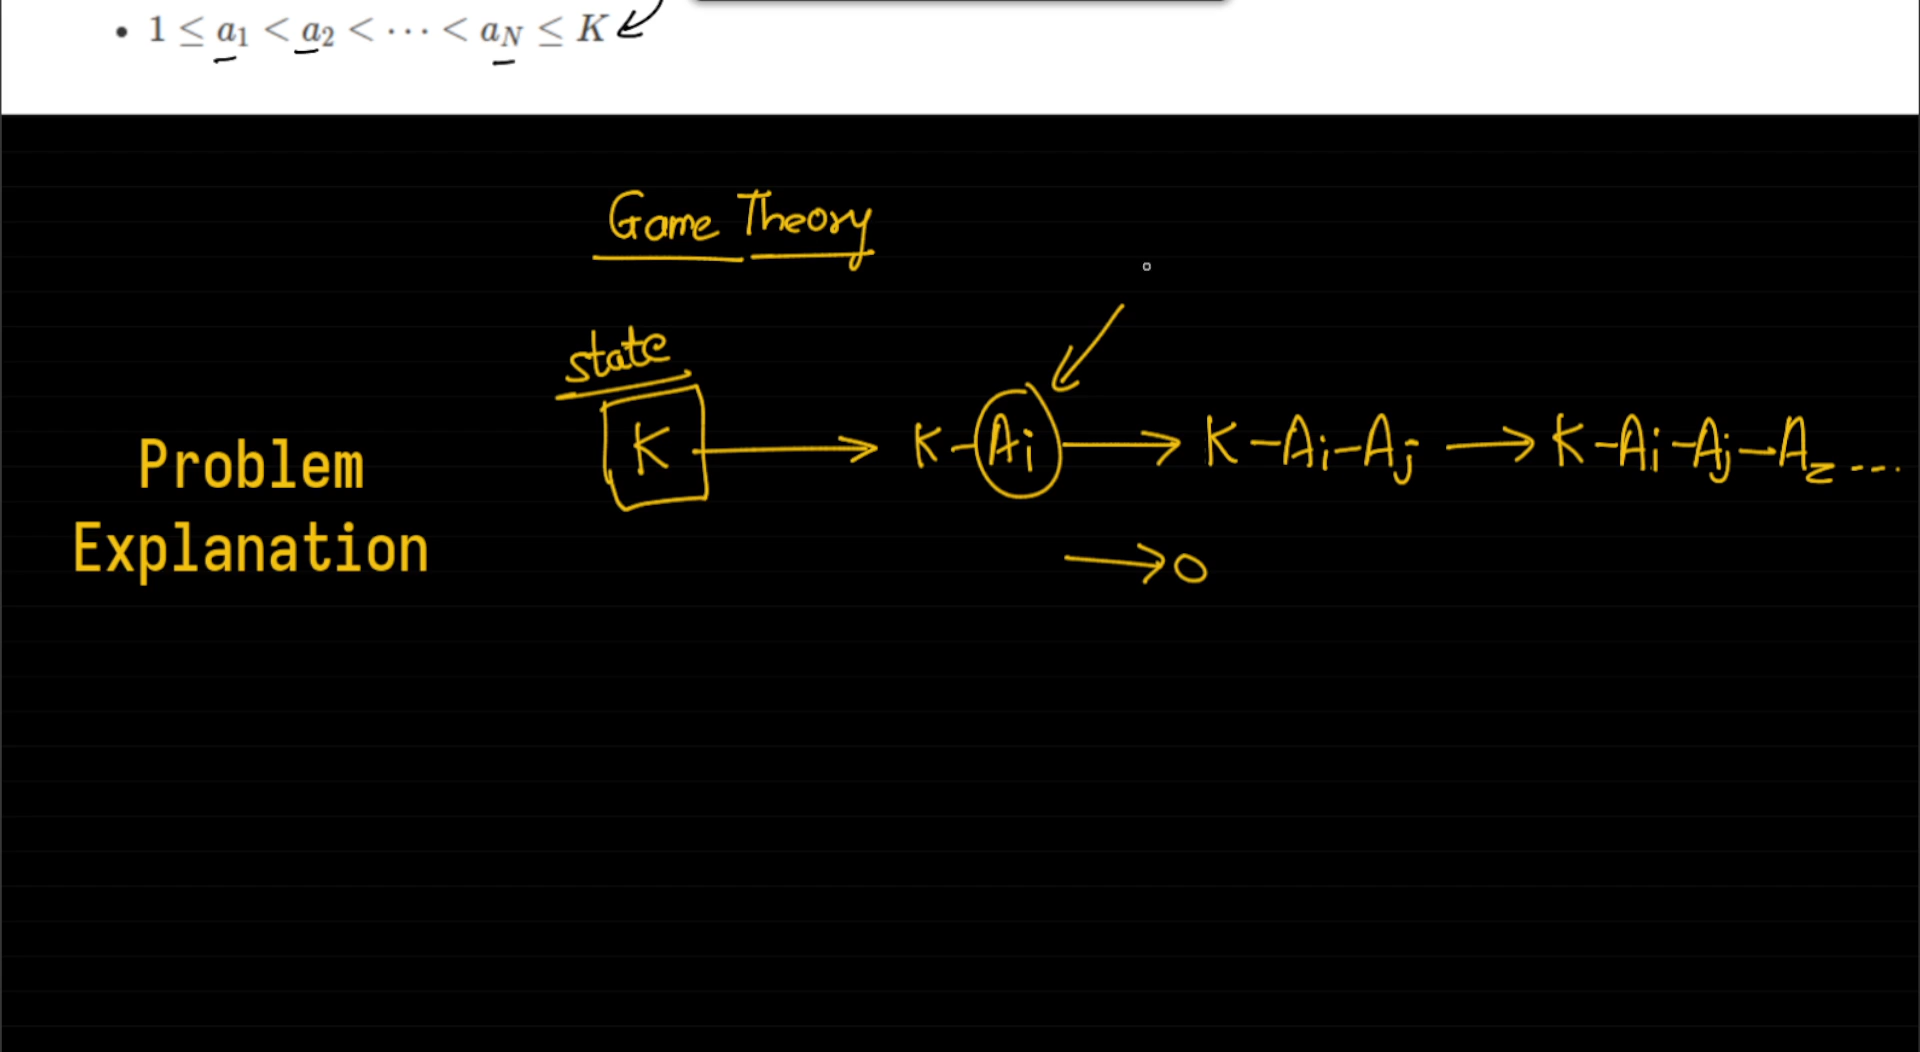 • 1 ≤ a₁ < a₂ < ⋯ < a_N ≤ K
Game Theory
state
K → K-Ai → K-Ai-Aj → K-Ai-Aj-Az ...
→ 0
Problem
Explanation